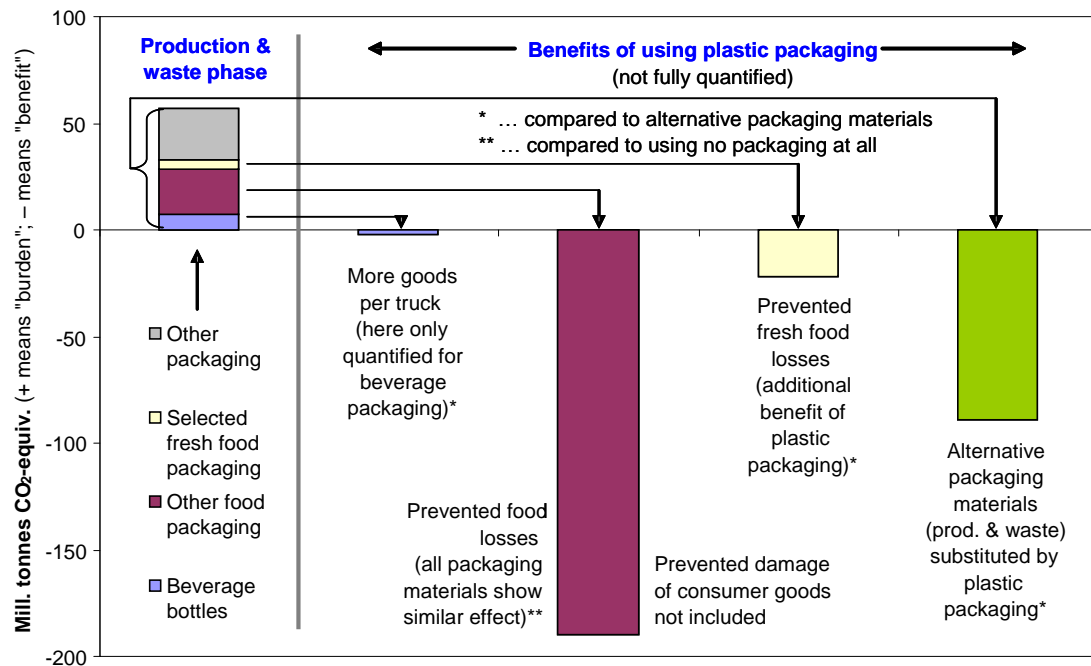 Mill. tonnes CO₂-equiv. (+ means "burden"; – means "benefit")
100
50
0
-50
-100
-150
-200
Production &
waste phase
Benefits of using plastic packaging
(not fully quantified)
* ... compared to alternative packaging materials
** ... compared to using no packaging at all
Other
packaging
Selected
fresh food
packaging
Other food
packaging
Beverage
bottles
More goods
per truck
(here only
quantified for
beverage
packaging)*
Prevented food
losses
(all packaging
materials show
similar effect)**
Prevented damage
of consumer goods
not included
Prevented
fresh food
losses
(additional
benefit of
plastic
packaging)*
Alternative
packaging
materials
(prod. & waste)
substituted by
plastic
packaging*